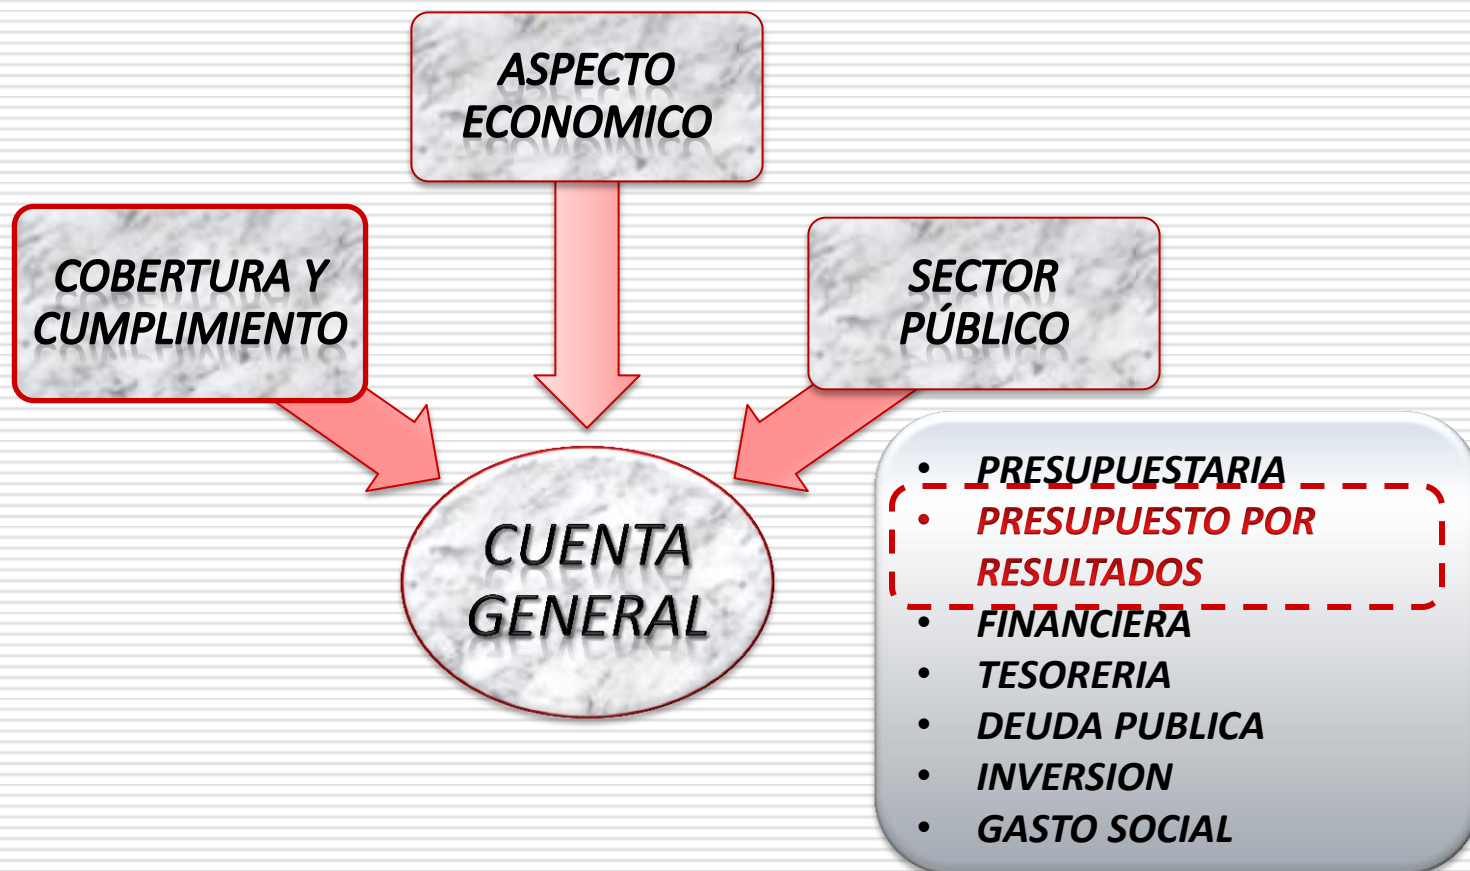 ASPECTO
ECONOMICO
COBERTURA Y
CUMPLIMIENTO
SECTOR
PÚBLICO
CUENTA
GENERAL
• PRESUPUESTARIA
• PRESUPUESTO POR
RESULTADOS
• FINANCIERA
• TESORERIA
• DEUDA PUBLICA
• INVERSION
• GASTO SOCIAL